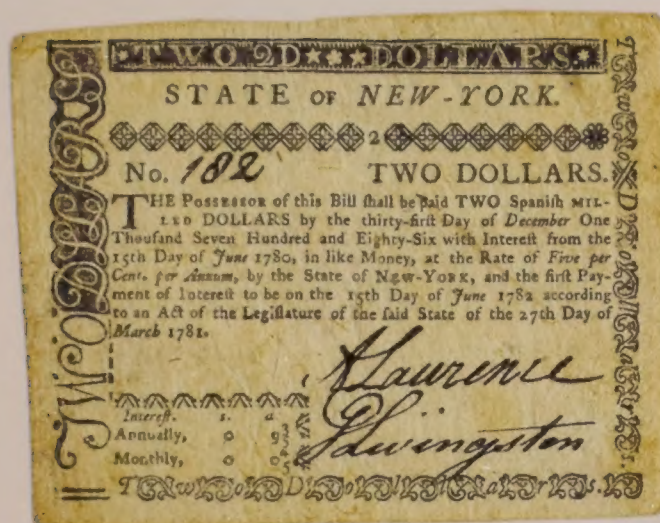 TWO 2D★★★DOLLARS.★
STATE OF NEW-YORK.
2
No. 182 TWO DOLLARS.
THE POSSESSOR of this Bill ſhall be paid TWO Spaniſh MIL-
LED DOLLARS by the thirty-firſt Day of December One
Thouſand Seven Hundred and Eighty-Six with Intereſt from the
15th Day of June 1780, in like Money, at the Rate of Five per
Cent. per Annum, by the State of NEW-YORK, and the firſt Pay-
ment of Intereſt to be on the 15th Day of June 1782 according
to an Act of the Legiſlature of the ſaid State of the 27th Day of
March 1781.
A Lawrence
Intereſt. s. d.
Annually, 0 9
Livingston
Monthly, 0 0
Two Dollars.
TWO DOLLARS
Two Dollars.